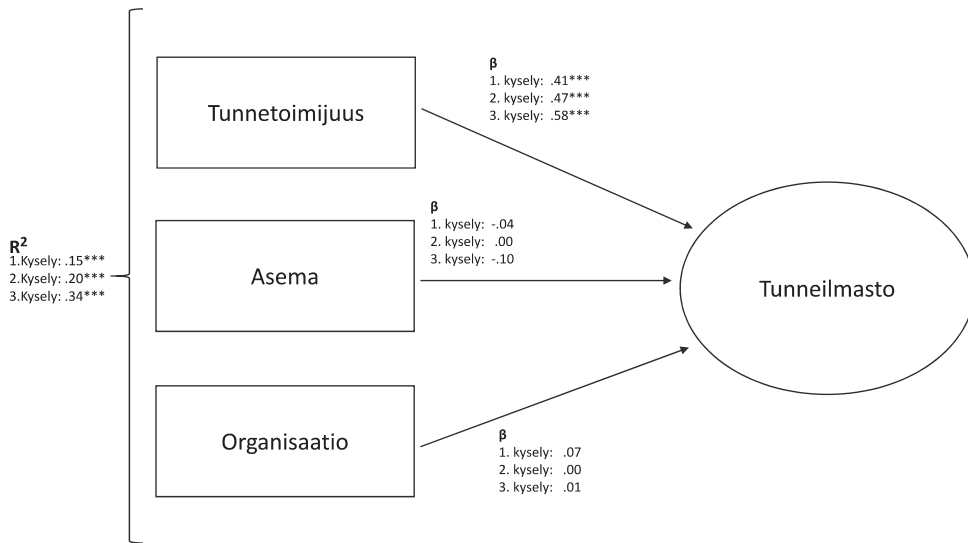 β
1. kysely: .41***
2. kysely: .47***
3. kysely: .58***
Tunnetoimijuus
β
1. kysely: -.04
2. kysely: .00
3. kysely: -.10
R²
1.Kysely: .15***
2.Kysely: .20***
3.Kysely: .34***
Asema
Tunneilmasto
Organisaatio
β
1. kysely: .07
2. kysely: .00
3. kysely: .01